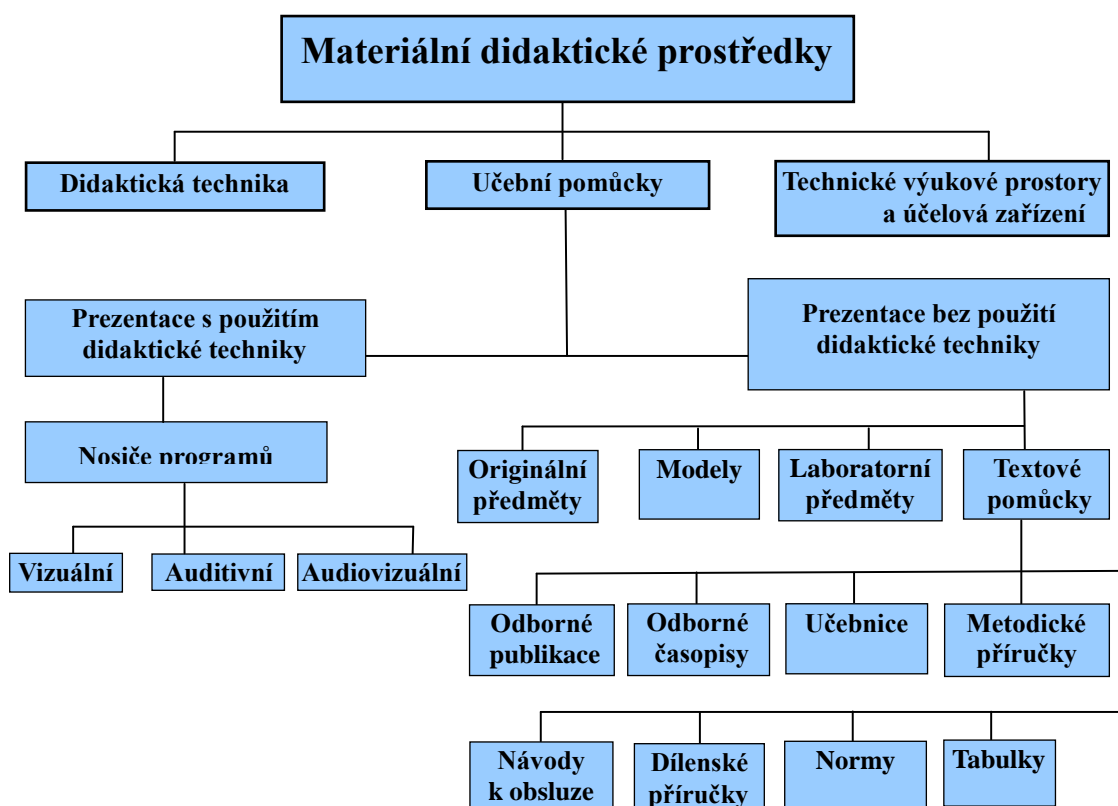 Materiální didaktické prostředky
Didaktická technika
Učební pomůcky
Technické výukové prostory
a účelová zařízení
Prezentace s použitím
didaktické techniky
Prezentace bez použití
didaktické techniky
Nosiče programů
Originální
předměty
Modely
Laboratorní
předměty
Textové
pomůcky
Vizuální
Auditivní
Audiovizuální
Odborné
publikace
Odborné
časopisy
Učebnice
Metodické
příručky
Návody
k obsluze
Dílenské
příručky
Normy
Tabulky